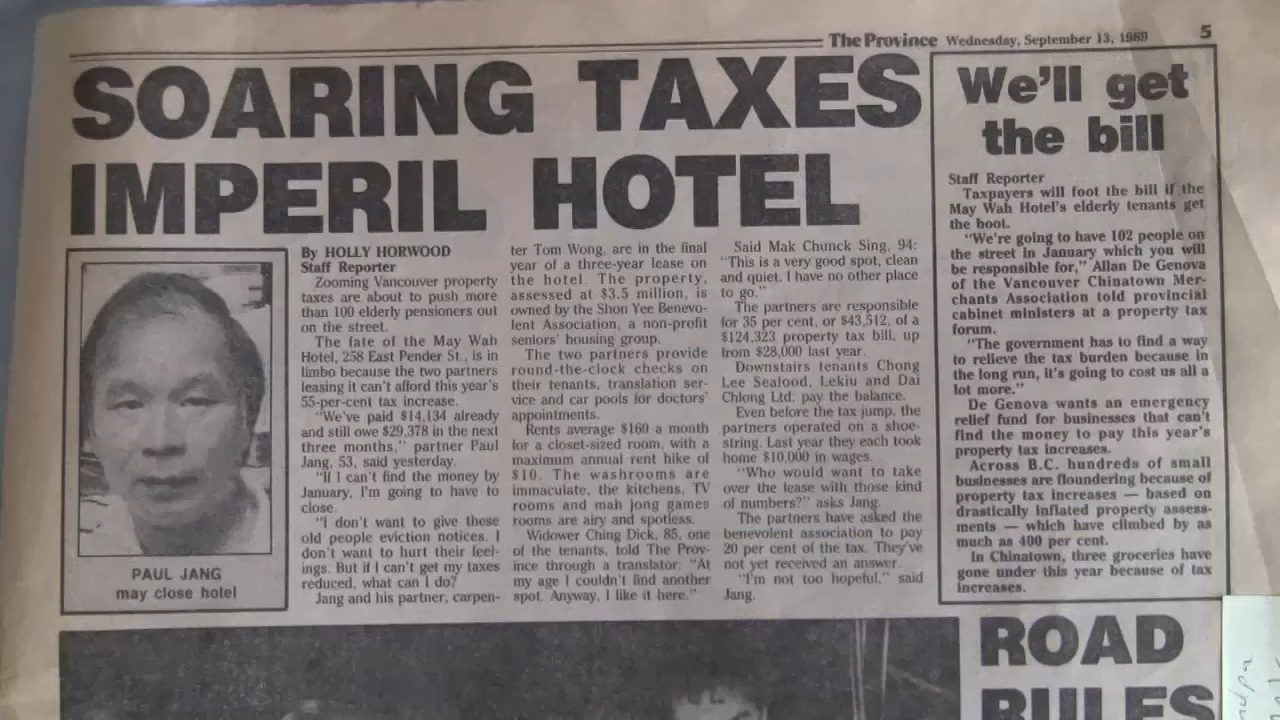 The Province Wednesday, September 13, 1989 5
SOARING TAXES
IMPERIL HOTEL
PAUL JANG
may close hotel
By HOLLY HORWOOD
Staff Reporter
Zooming Vancouver property
taxes are about to push more
than 100 elderly pensioners out
on the street.
The fate of the May Wah
Hotel, 258 East Pender St., is in
limbo because the two partners
leasing it can't afford this year's
55-per-cent tax increase.
"We've paid $14,134 already
and still owe $29,378 in the next
three months," partner Paul
Jang, 53, said yesterday.
"If I can't find the money by
January, I'm going to have to
close.
"I don't want to give these
old people eviction notices. I
don't want to hurt their feel-
ings. But if I can't get my taxes
reduced, what can I do?
Jang and his partner, carpen-
ter Tom Wong, are in the final
year of a three-year lease on
the hotel. The property,
assessed at $3.5 million, is
owned by the Shon Yee Benevo-
lent Association, a non-profit
seniors' housing group.
The two partners provide
round-the-clock checks on
their tenants, translation ser-
vice and car pools for doctors'
appointments.
Rents average $160 a month
for a closet-sized room, with a
maximum annual rent hike of
$10. The washrooms are
immaculate, the kitchens, TV
rooms and mah jong games
rooms are airy and spotless.
Widower Ching Dick, 85, one
of the tenants, told The Prov-
ince through a translator: "At
my age I couldn't find another
spot. Anyway, I like it here."
Said Mak Chunck Sing, 94:
"This is a very good spot, clean
and quiet. I have no other place
to go."
The partners are responsible
for 35 per cent, or $43,512, of a
$124,323 property tax bill, up
from $28,000 last year.
Downstairs tenants Chong
Lee Seafood, Lekiu and Dai
Chlong Ltd. pay the balance.
Even before the tax jump, the
partners operated on a shoe-
string. Last year they each took
home $10,000 in wages.
"Who would want to take
over the lease with those kind
of numbers?" asks Jang.
The partners have asked the
benevolent association to pay
20 per cent of the tax. They've
not yet received an answer.
"I'm not too hopeful," said
Jang.
We'll get
the bill
Staff Reporter
Taxpayers will foot the bill if the
May Wah Hotel's elderly tenants get
the boot.
"We're going to have 102 people on
the street in January which you will
be responsible for," Allan De Genova
of the Vancouver Chinatown Mer-
chants Association told provincial
cabinet ministers at a property tax
forum.
"The government has to find a way
to relieve the tax burden because in
the long run, it's going to cost us all a
lot more."
De Genova wants an emergency
relief fund for businesses that can't
find the money to pay this year's
property tax increases.
Across B.C. hundreds of small
businesses are floundering because of
property tax increases — based on
drastically inflated property assess-
ments — which have climbed by as
much as 400 per cent.
In Chinatown, three groceries have
gone under this year because of tax
increases.
ROAD
RULES